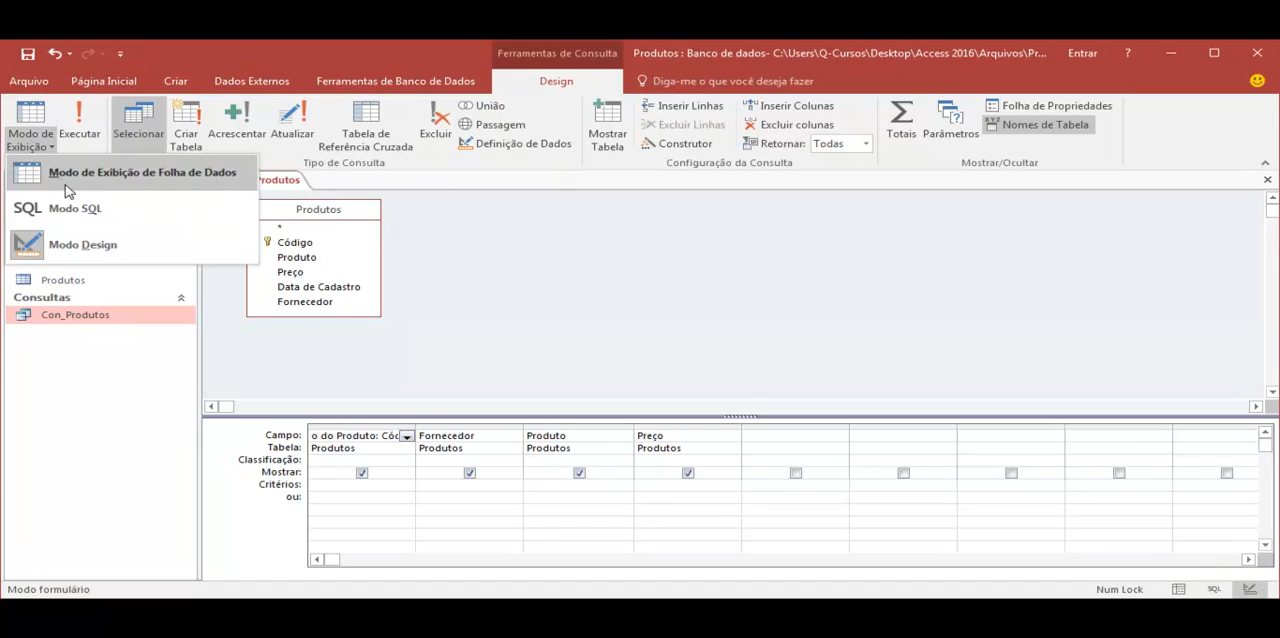 Ferramentas de Consulta
Produtos : Banco de dados- C:\Users\Q-Cursos\Desktop\Access 2016\Arquivos\Pr...
Entrar
?
Arquivo
Página Inicial
Criar
Dados Externos
Ferramentas de Banco de Dados
Design
Diga-me o que você deseja fazer
Modo de Exibição
Executar
Selecionar
Criar Tabela
Acrescentar
Atualizar
Tabela de Referência Cruzada
Excluir
União
Passagem
Definição de Dados
Tipo de Consulta
Mostrar Tabela
Inserir Linhas
Excluir Linhas
Construtor
Inserir Colunas
Excluir colunas
Retornar: Todas
Configuração da Consulta
Totais
Parâmetros
Folha de Propriedades
Nomes de Tabela
Mostrar/Ocultar
Modo de Exibição de Folha de Dados
SQL Modo SQL
Modo Design
Produtos
Consultas
Con_Produtos
Produtos
Produtos
*
Código
Produto
Preço
Data de Cadastro
Fornecedor
Campo: o do Produto: Cóc Fornecedor Produto Preço
Tabela: Produtos Produtos Produtos Produtos
Classificação:
Mostrar:
Critérios:
ou:
Modo formulário
Num Lock
SQL